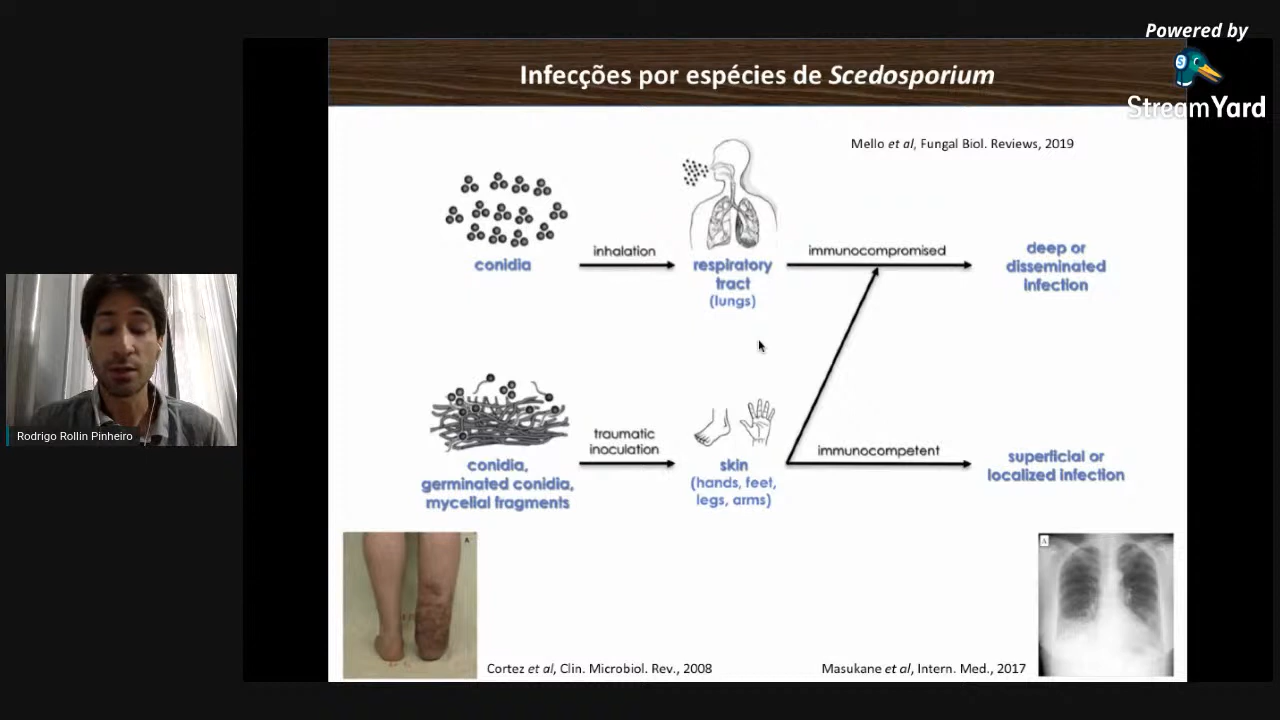 Powered by
StreamYard
Infecções por espécies de Scedosporium
Mello et al, Fungal Biol. Reviews, 2019
conidia
inhalation
respiratory
tract
(lungs)
immunocompromised
deep or
disseminated
infection
conidia,
germinated conidia,
mycelial fragments
traumatic
inoculation
skin
(hands, feet,
legs, arms)
immunocompetent
superficial or
localized infection
Rodrigo Rollin Pinheiro
A
Cortez et al, Clin. Microbiol. Rev., 2008
Masukane et al, Intern. Med., 2017
A